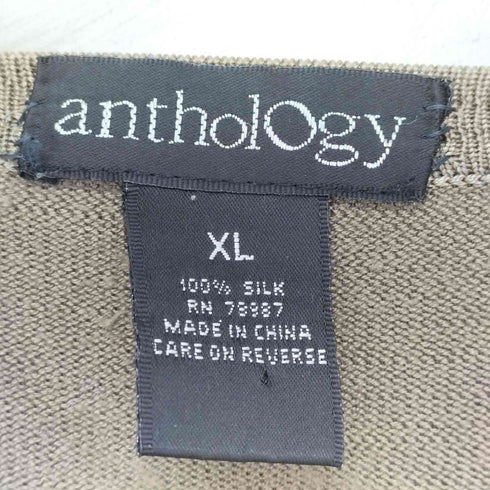 anthology
XL
100% SILK
RN 78987
MADE IN CHINA
CARE ON REVERSE